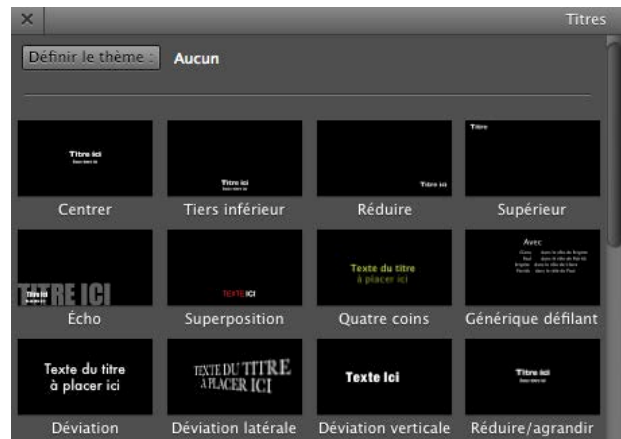 Titres
Définir le thème : Aucun
Titre ici
Titre ici
Titre ici
Titre
Centrer Tiers inférieur Réduire Supérieur
TITRE ICI
Titre ici
TEXTE ICI
Texte du titre
à placer ici
Avec
Écho Superposition Quatre coins Générique défilant
Texte du titre
à placer ici
TEXTE DU TITRE
À PLACER ICI
Texte Ici
Titre ici
Déviation Déviation latérale Déviation verticale Réduire/agrandir